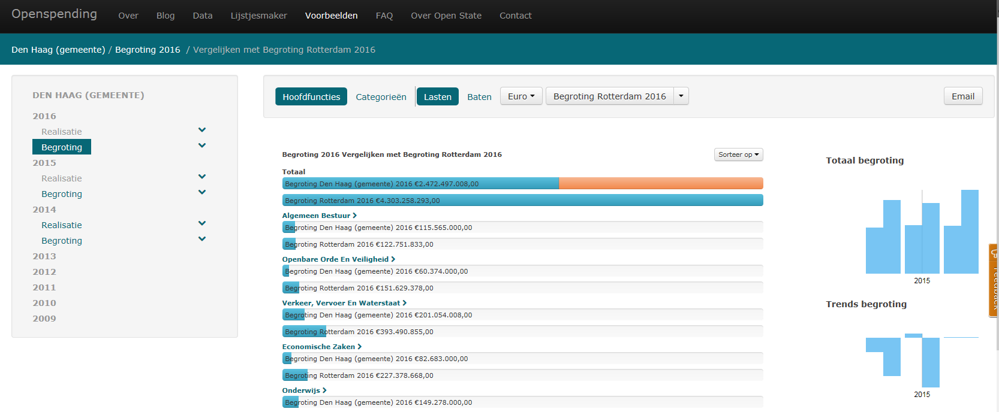 Openspending Over Blog Data Lijstjesmaker Voorbeelden FAQ Over Open State Contact
Den Haag (gemeente) / Begroting 2016 / Vergelijken met Begroting Rotterdam 2016
DEN HAAG (GEMEENTE)
2016
Realisatie
Begroting
2015
Realisatie
Begroting
2014
Realisatie
Begroting
2013
2012
2011
2010
2009
Hoofdfuncties Categorieën Lasten Baten Euro Begroting Rotterdam 2016 Email
Begroting 2016 Vergelijken met Begroting Rotterdam 2016 Sorteer op
Totaal
Begroting Den Haag (gemeente) 2016 €2.472.497.008,00
Begroting Rotterdam 2016 €4.303.258.293,00
Algemeen Bestuur
Begroting Den Haag (gemeente) 2016 €115.565.000,00
Begroting Rotterdam 2016 €122.751.833,00
Openbare Orde En Veiligheid
Begroting Den Haag (gemeente) 2016 €60.374.000,00
Begroting Rotterdam 2016 €151.629.378,00
Verkeer, Vervoer En Waterstaat
Begroting Den Haag (gemeente) 2016 €201.054.008,00
Begroting Rotterdam 2016 €393.490.855,00
Economische Zaken
Begroting Den Haag (gemeente) 2016 €82.683.000,00
Begroting Rotterdam 2016 €227.378.668,00
Onderwijs
Begroting Den Haag (gemeente) 2016 €149.278.000,00
Totaal begroting
2015
Trends begroting
2015
Feedback